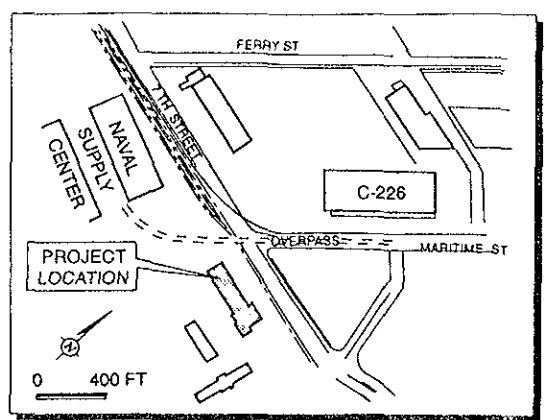 FERRY ST
7TH STREET
NAVAL
SUPPLY
CENTER
C-226
OVERPASS
MARITIME ST
PROJECT
LOCATION
N
0 400 FT